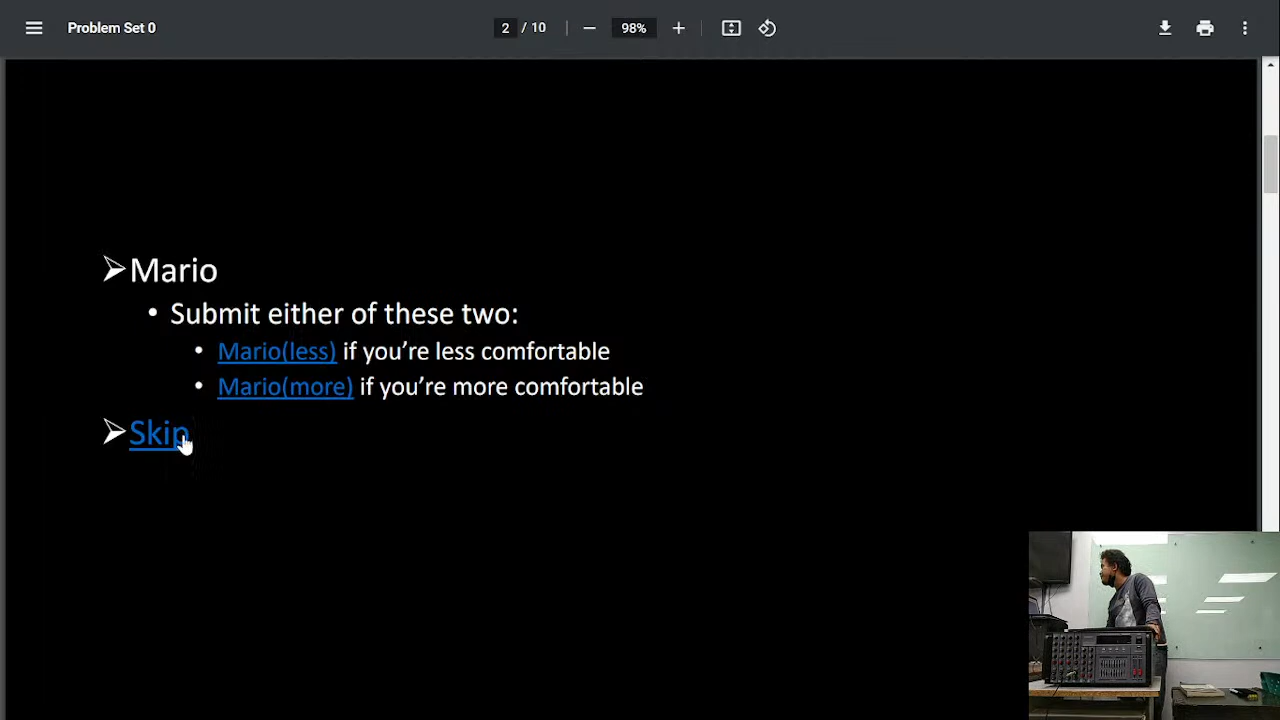 Problem Set 0
2 / 10
98%
➢Mario
• Submit either of these two:
• Mario(less) if you’re less comfortable
• Mario(more) if you’re more comfortable
➢Skip